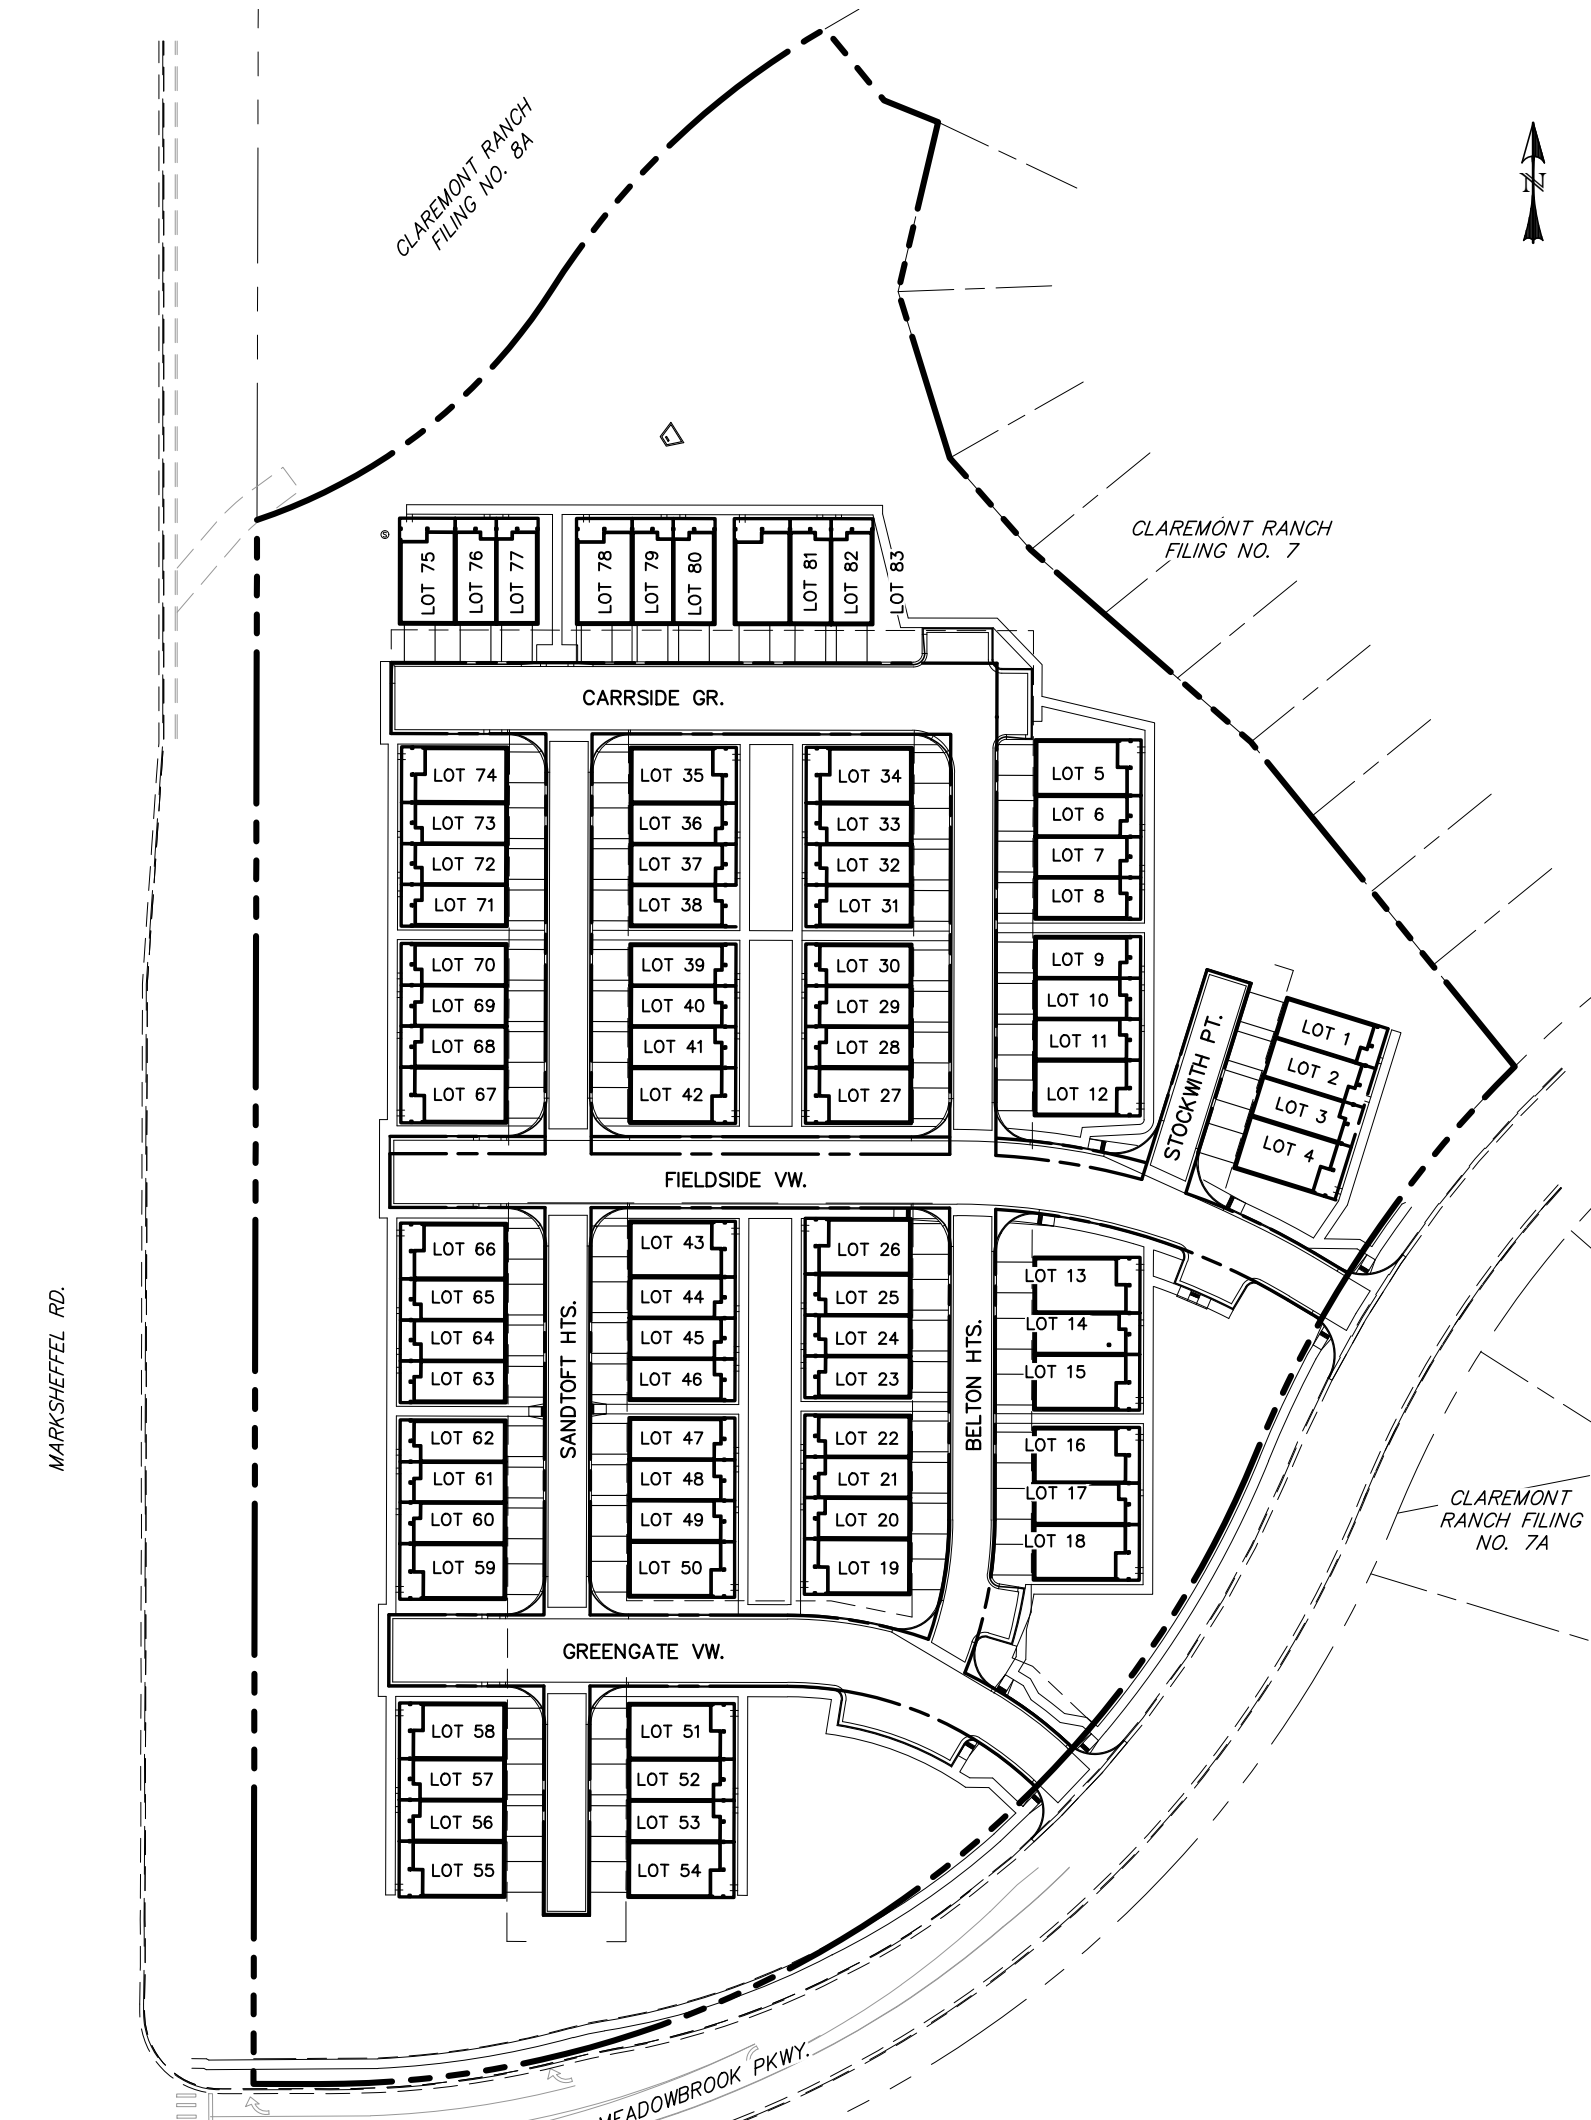 CLAREMONT RANCH
FILING NO. 8A
N
CLAREMONT RANCH
FILING NO. 7
S
LOT 75
LOT 76
LOT 77
LOT 78
LOT 79
LOT 80
LOT 81
LOT 82
LOT 83
CARRSIDE GR.
LOT 74
LOT 35
LOT 34
LOT 5
LOT 73
LOT 36
LOT 33
LOT 6
LOT 72
LOT 37
LOT 32
LOT 7
LOT 71
LOT 38
LOT 31
LOT 8
LOT 70
LOT 39
LOT 30
LOT 9
LOT 69
LOT 40
LOT 29
LOT 10
LOT 68
LOT 41
LOT 28
LOT 11
LOT 67
LOT 42
LOT 27
LOT 12
STOCKWITH PT.
LOT 1
LOT 2
LOT 3
LOT 4
FIELDSIDE VW.
LOT 66
LOT 43
LOT 26
LOT 13
LOT 65
LOT 44
LOT 25
LOT 14
LOT 64
LOT 45
LOT 24
LOT 15
LOT 63
LOT 46
LOT 23
MARKSHEFFEL RD.
SANDTOFT HTS.
BELTON HTS.
LOT 62
LOT 47
LOT 22
LOT 16
LOT 61
LOT 48
LOT 21
LOT 17
LOT 60
LOT 49
LOT 20
LOT 18
LOT 59
LOT 50
LOT 19
CLAREMONT
RANCH FILING
NO. 7A
GREENGATE VW.
LOT 58
LOT 51
LOT 57
LOT 52
LOT 56
LOT 53
LOT 55
LOT 54
MEADOWBROOK PKWY.